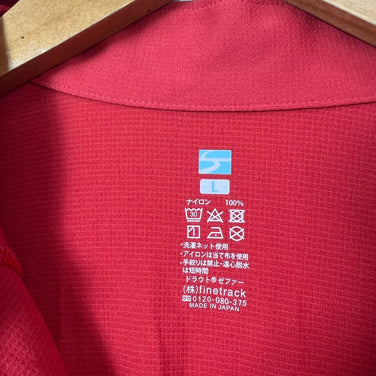 L
ナイロン 100%
30
・洗濯ネット使用
・アイロンは当て布を使用
・手絞りは禁止・遠心脱水
は短時間
ドラウト®ゼファー
(株)finetrack
0120-080-375
MADE IN JAPAN